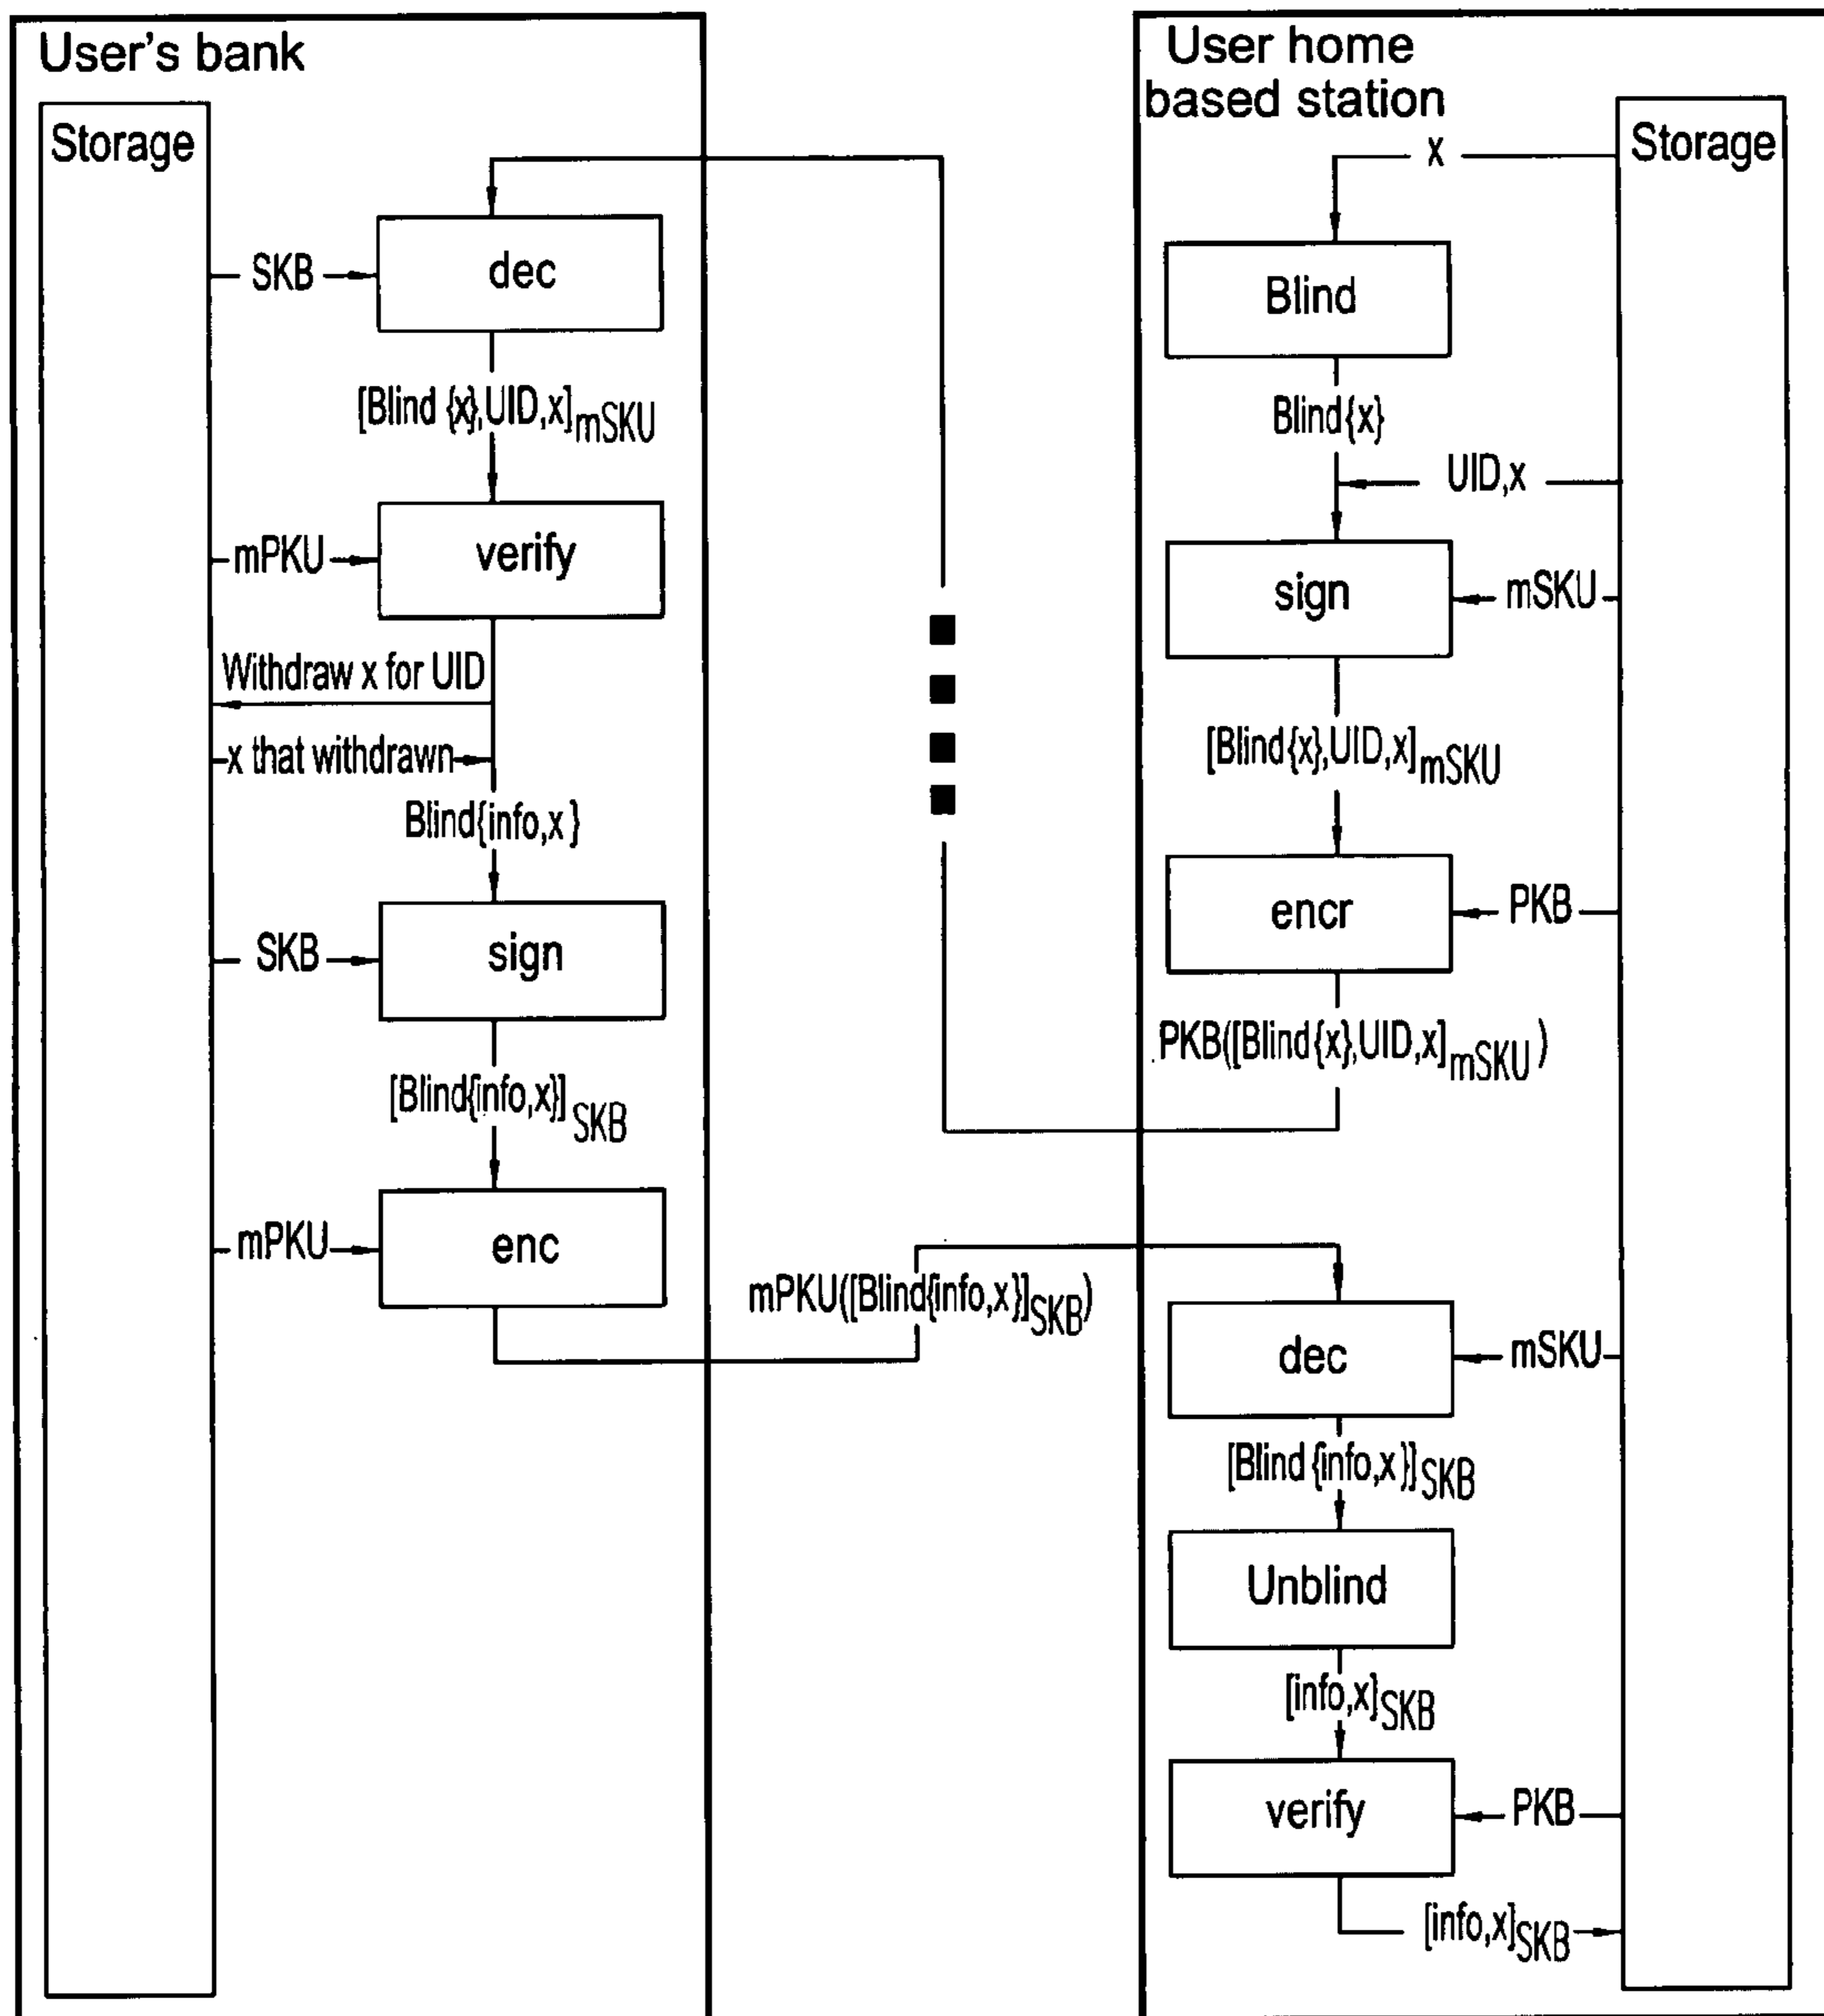 User's bank
Storage
SKB
dec
[Blind {x},UID,x]mSKU
mPKU
verify
Withdraw x for UID
x that withdrawn
Blind{info,x}
SKB
sign
[Blind{info,x}]SKB
mPKU
enc
mPKU([Blind{info,x}]SKB)
User home
based station
Storage
x
Blind
Blind{x}
UID,x
sign
mSKU
[Blind{x},UID,x]mSKU
encr
PKB
PKB([Blind{x},UID,x]mSKU)
dec
mSKU
[Blind{info,x}]SKB
Unblind
[info,x]SKB
verify
PKB
[info,x]SKB